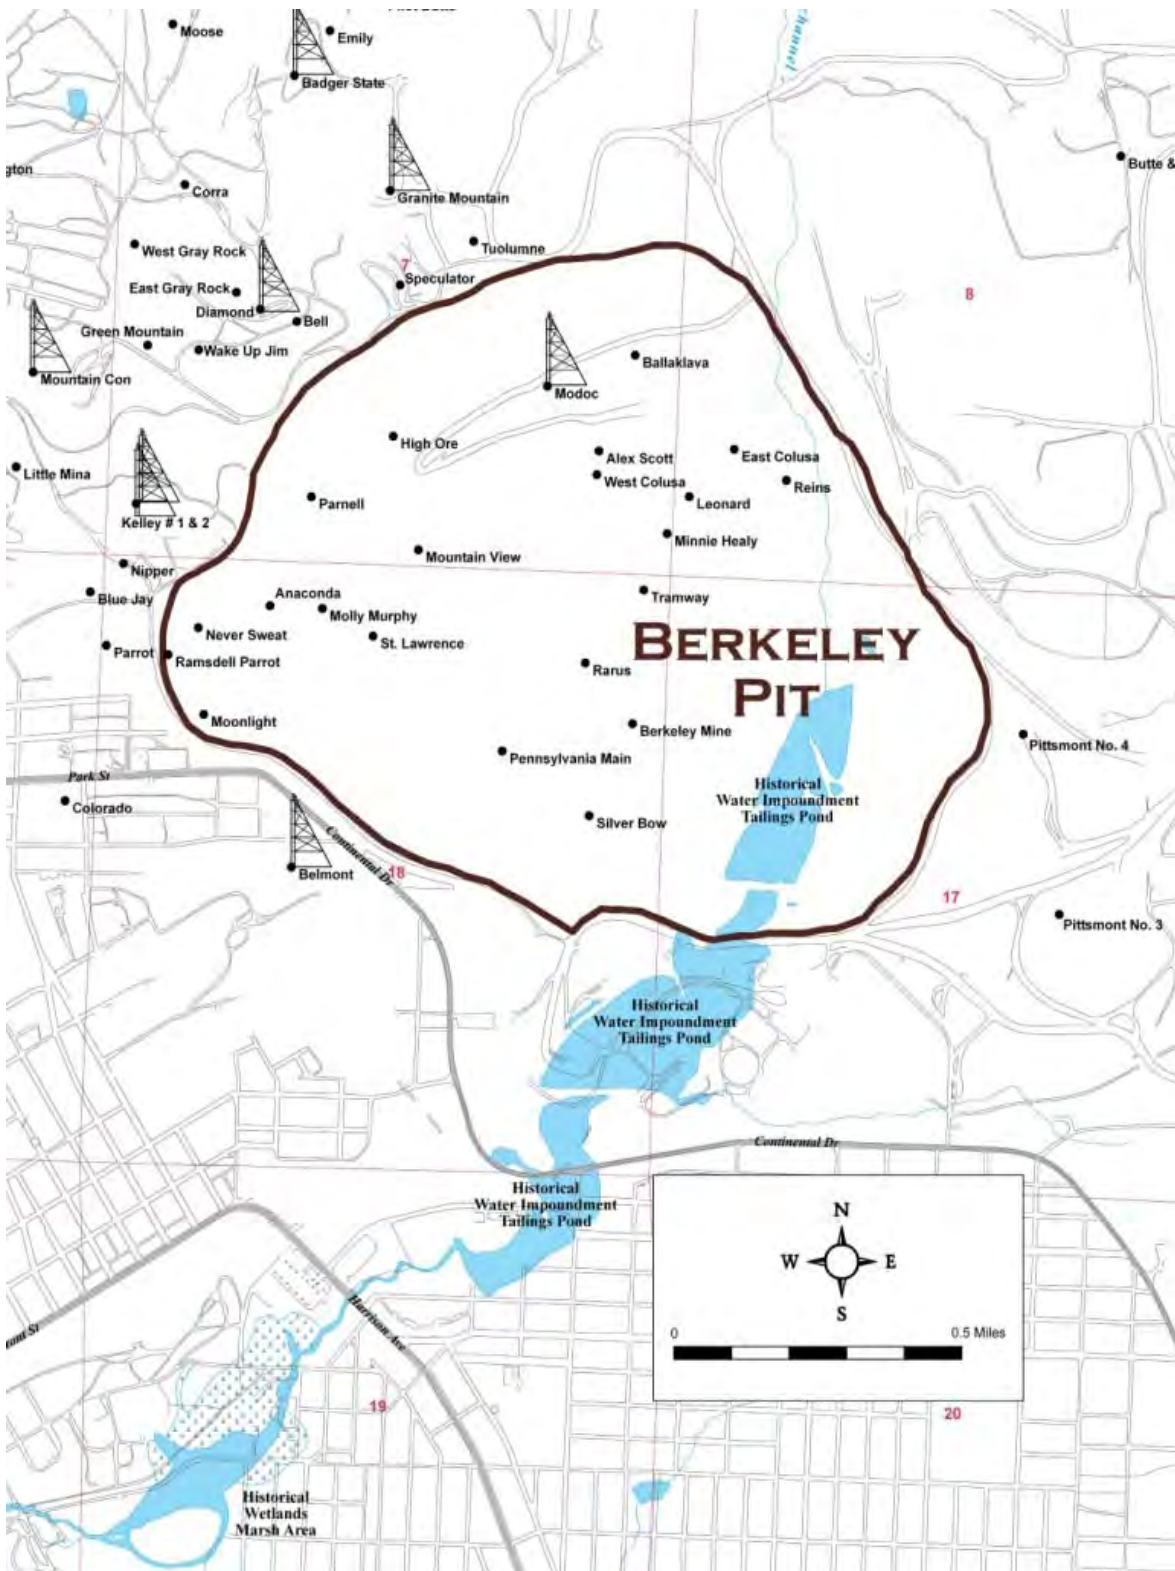 Moose
Emily
Badger State
Channel
Granite Mountain
Butte &
gton
Corra
West Gray Rock
Tuolumne
7
Speculator
East Gray Rock
8
Diamond
Bell
Green Mountain
Wake Up Jim
Mountain Con
Ballaklava
Modoc
High Ore
Alex Scott
East Colusa
Little Mina
West Colusa
Reins
Parnell
Leonard
Kelley # 1 & 2
Minnie Healy
Mountain View
Nipper
Blue Jay
Anaconda
Tramway
Molly Murphy
Never Sweat
St. Lawrence
BERKELEY
PIT
Parrot
Ramsdell Parrot
Rarus
Moonlight
Berkeley Mine
Pittsmont No. 4
Pennsylvania Main
Park St
Historical
Water Impoundment
Tailings Pond
Colorado
Silver Bow
Continental Dr
Belmont
18
17
Pittsmont No. 3
Historical
Water Impoundment
Tailings Pond
Continental Dr
Historical
Water Impoundment
Tailings Pond
N
W
E
S
0
0.5 Miles
Harrison Ave
ont St
19
20
Historical
Wetlands
Marsh Area